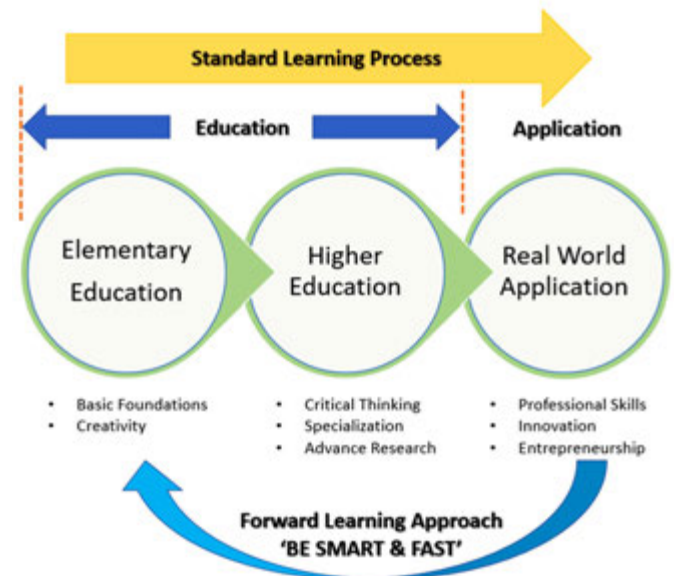 Standard Learning Process
Education
Application
Elementary
Education
Higher
Education
Real World
Application
• Basic Foundations
• Creativity
• Critical Thinking
• Specialization
• Advance Research
• Professional Skills
• Innovation
• Entrepreneurship
Forward Learning Approach
'BE SMART & FAST'